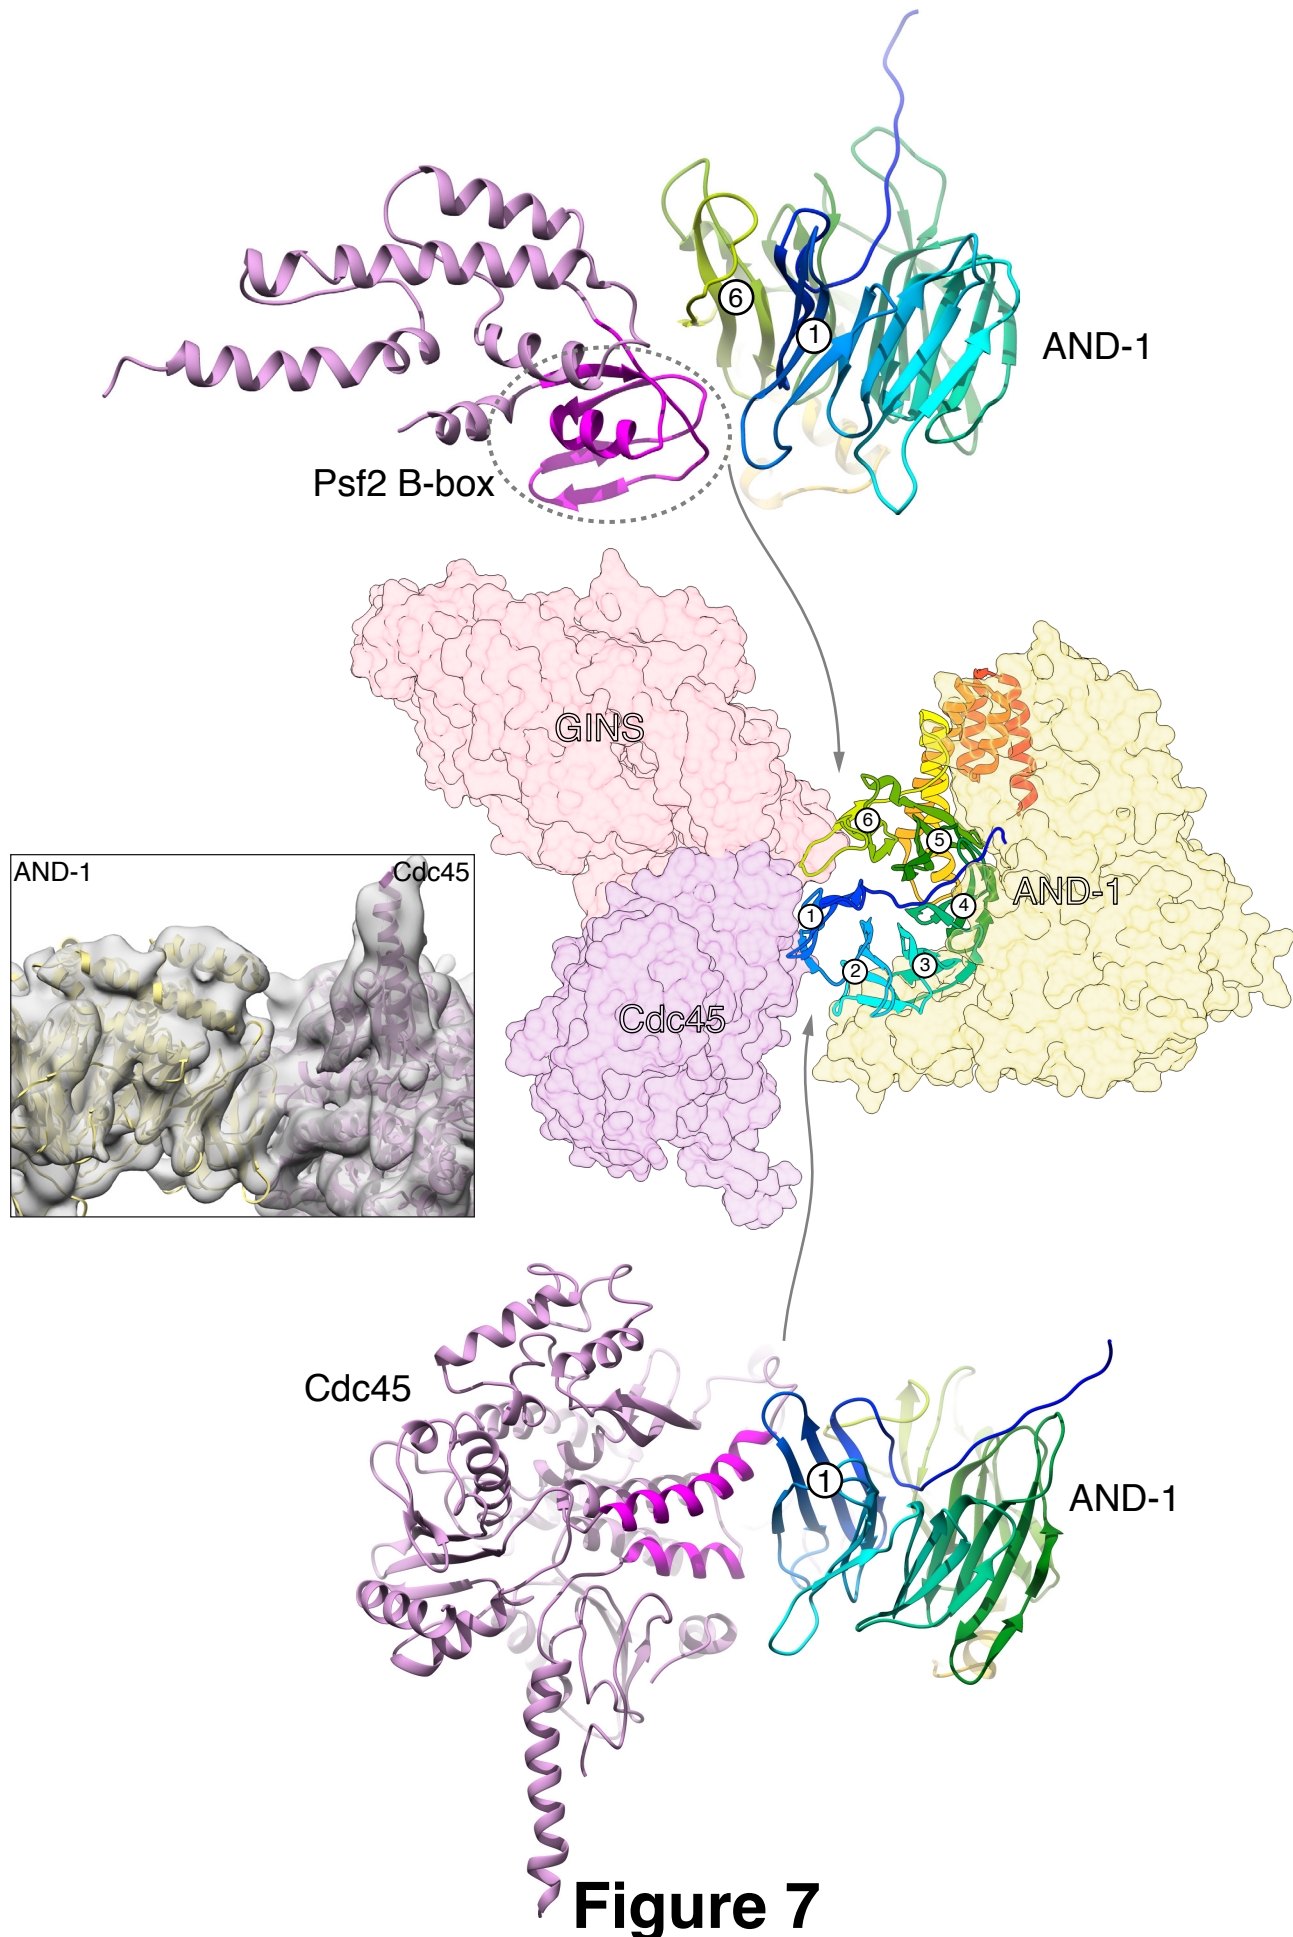 6
1
AND-1
Psf2 B-box
GINS
6
5
AND-1
4
1
2
3
Cdc45
AND-1 Cdc45
Cdc45
1
AND-1
Figure 7